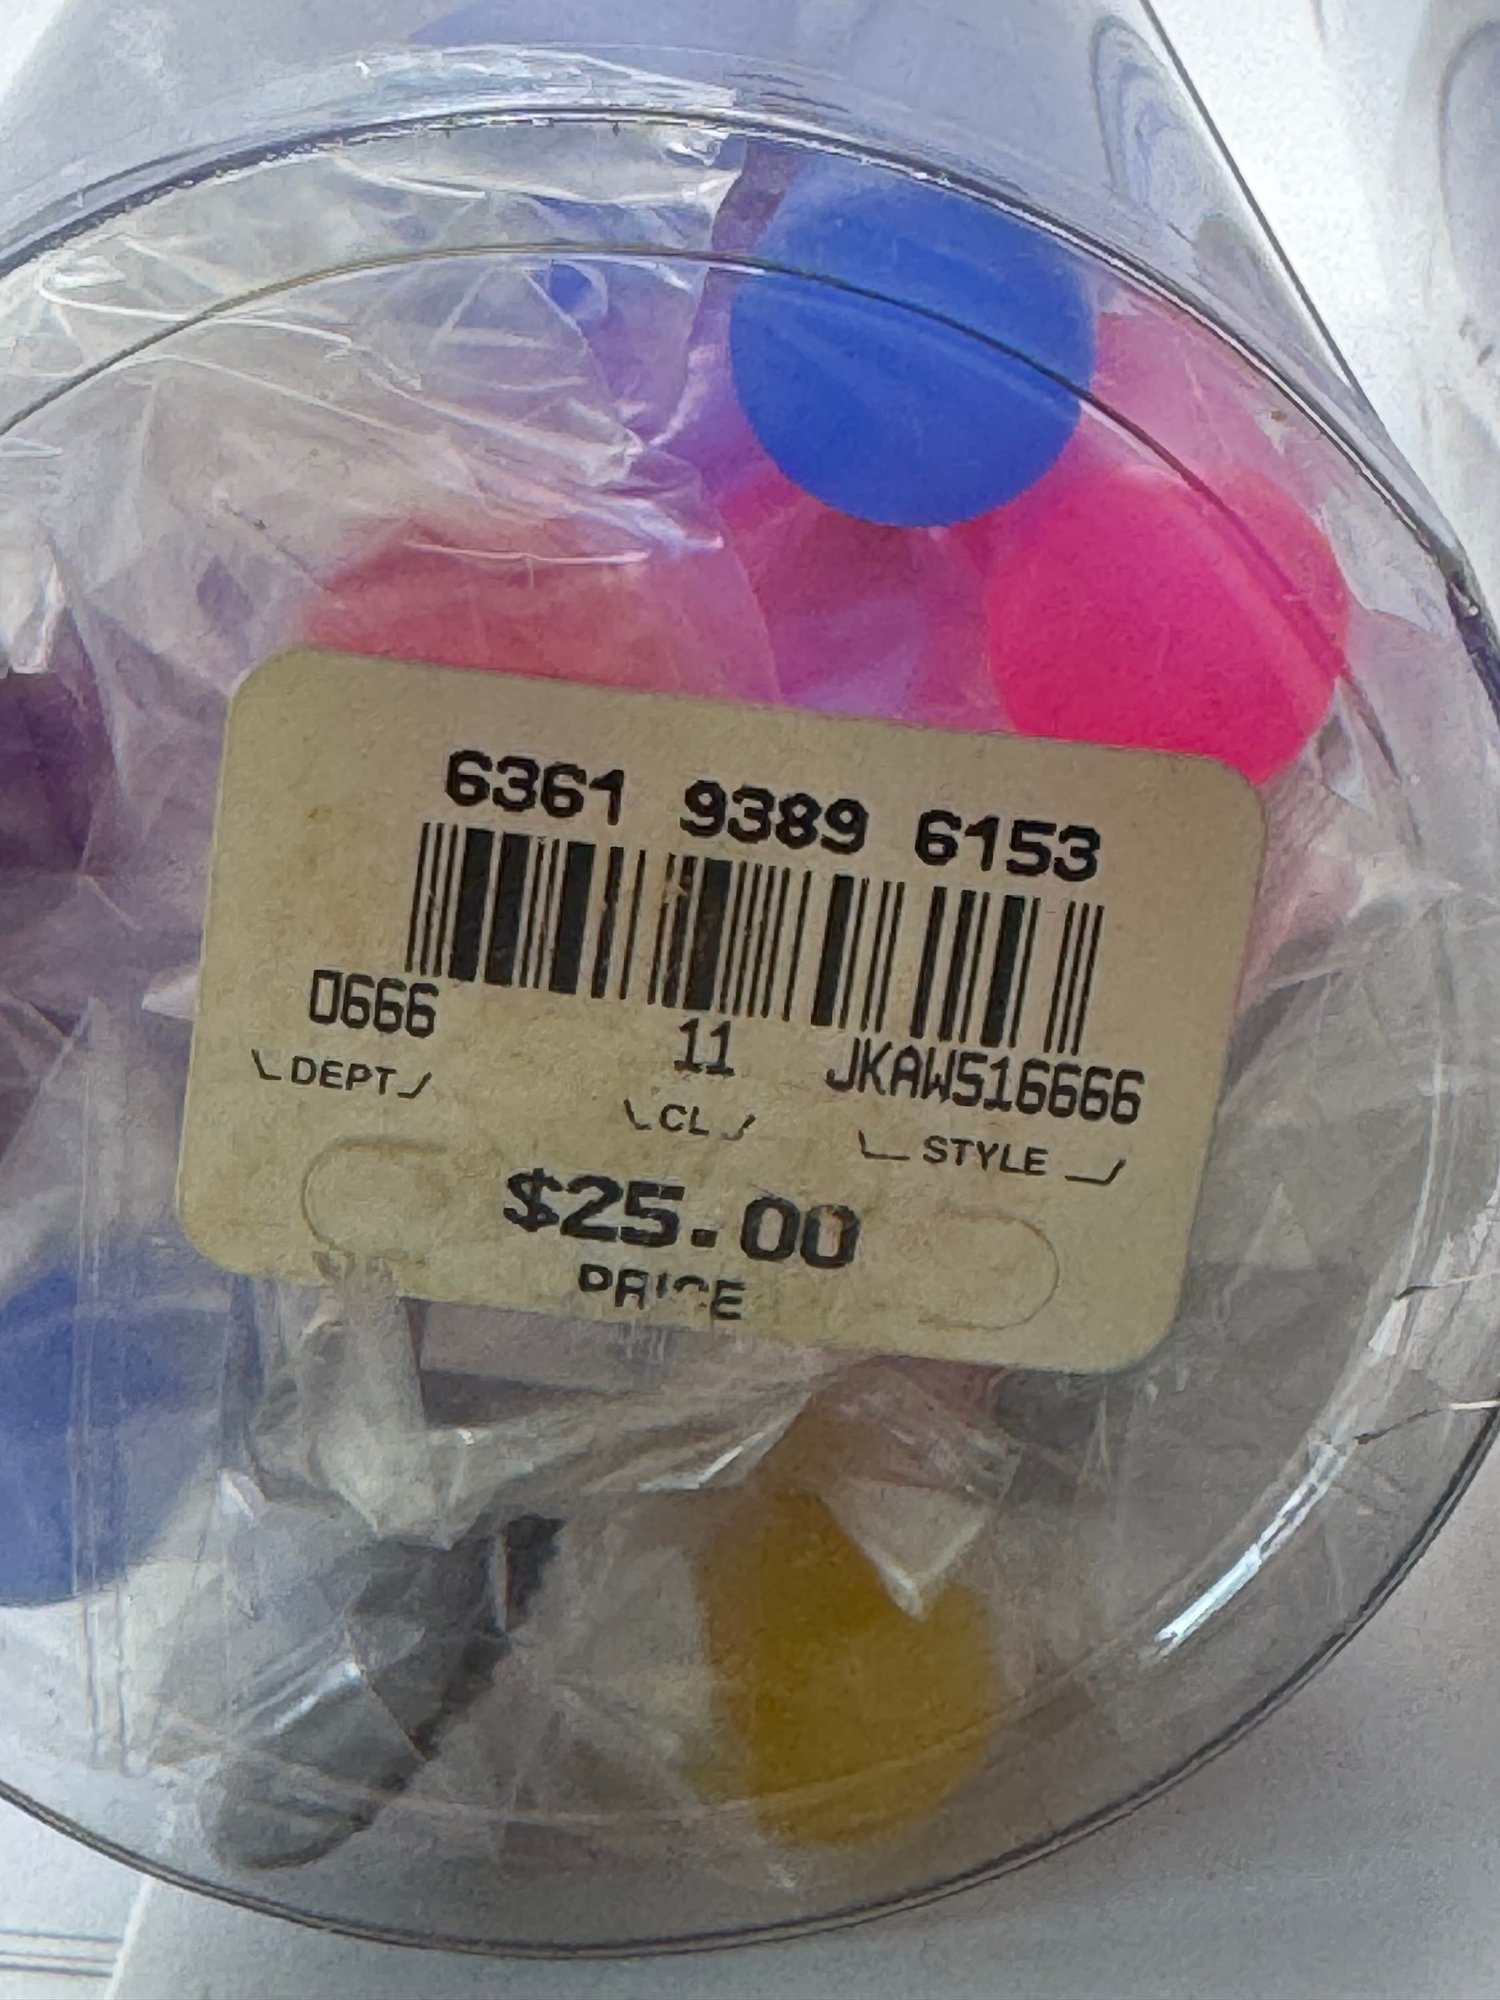 6361 9389 6153
0666 11 JKAW516666
DEPT CL STYLE
$25.00
PRICE